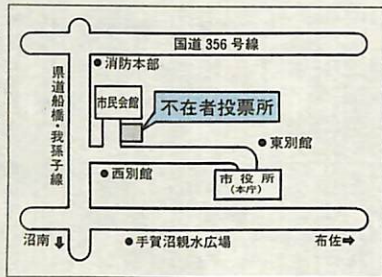 国道356号線
●消防本部
県道船橋・我孫子線
市民会館
不在者投票所
●東別館
●西別館
市役所
(本庁)
沼南
●手賀沼親水広場
布佐